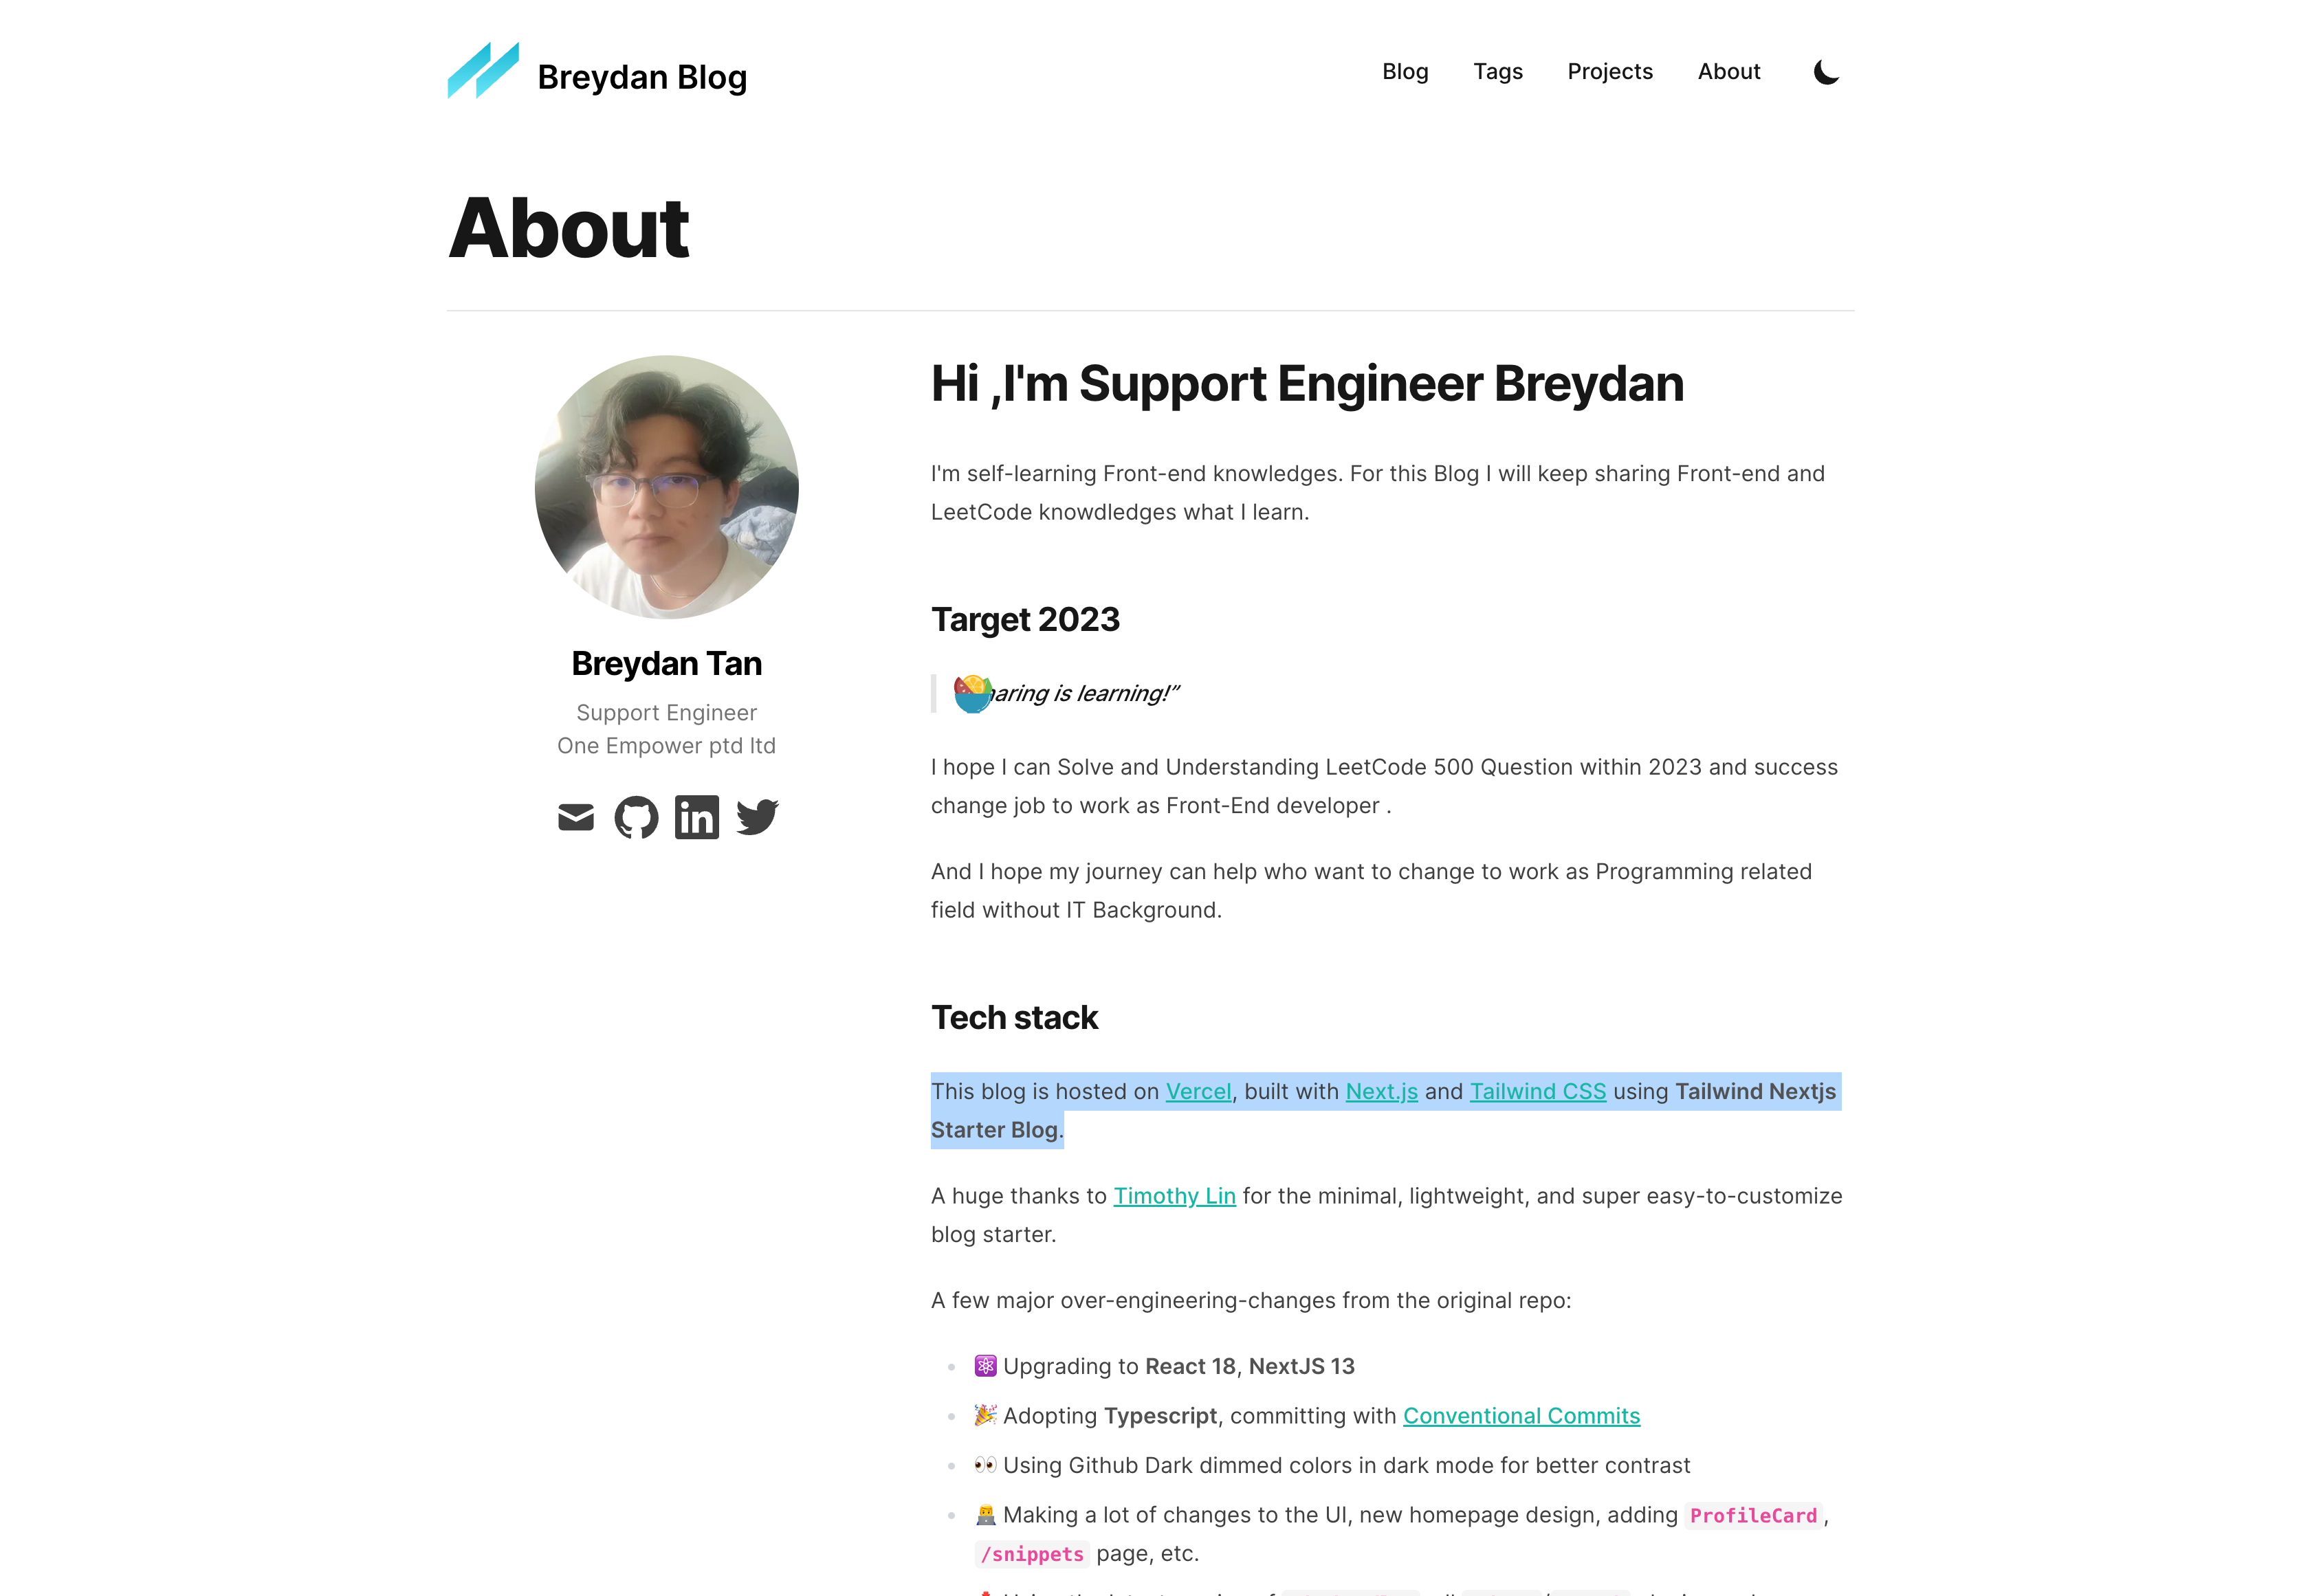 Breydan Blog
Blog Tags Projects About
About
Breydan Tan
Support Engineer
One Empower ptd ltd
Hi ,I'm Support Engineer Breydan
I'm self-learning Front-end knowledges. For this Blog I will keep sharing Front-end and
LeetCode knowdledges what I learn.
Target 2023
haring is learning!”
I hope I can Solve and Understanding LeetCode 500 Question within 2023 and success
change job to work as Front-End developer .
And I hope my journey can help who want to change to work as Programming related
field without IT Background.
Tech stack
This blog is hosted on Vercel, built with Next.js and Tailwind CSS using Tailwind Nextjs
Starter Blog.
A huge thanks to Timothy Lin for the minimal, lightweight, and super easy-to-customize
blog starter.
A few major over-engineering-changes from the original repo:
Upgrading to React 18, NextJS 13
Adopting Typescript, committing with Conventional Commits
Using Github Dark dimmed colors in dark mode for better contrast
Making a lot of changes to the UI, new homepage design, adding ProfileCard,
/snippets page, etc.